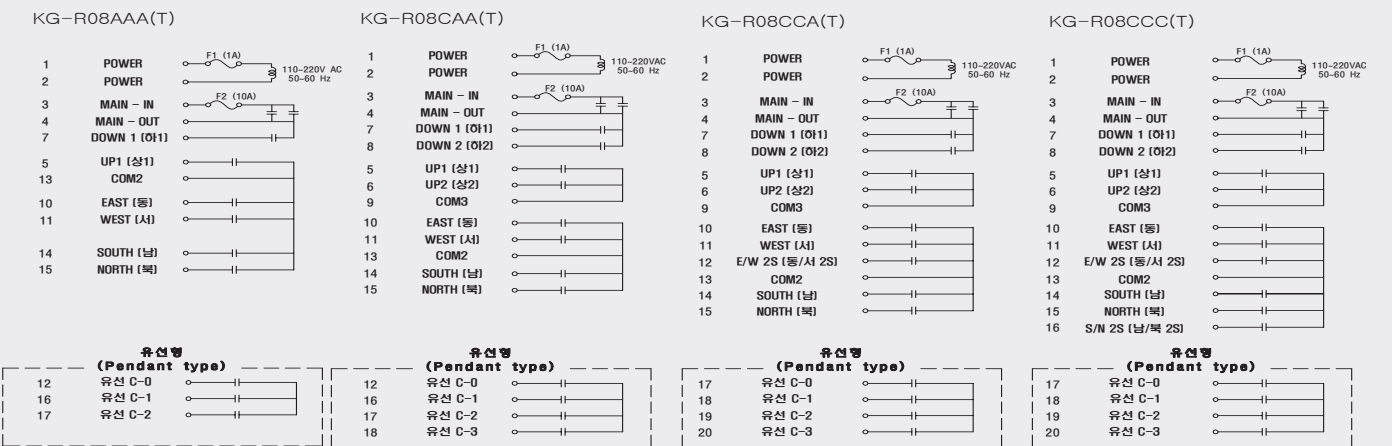 KG-R08AAA(T)
1 POWER F1 (1A)
2 POWER 110~220V AC 50~60 Hz
3 MAIN - IN F2 (10A)
4 MAIN - OUT
7 DOWN 1 (하1)
5 UP1 (상1)
13 COM2
10 EAST (동)
11 WEST (서)
14 SOUTH (남)
15 NORTH (북)
유선형
(Pendant type)
12 유선 C-0
16 유선 C-1
17 유선 C-2
KG-R08CAA(T)
1 POWER F1 (1A)
2 POWER 110~220VAC 50~60 Hz
3 MAIN - IN F2 (10A)
4 MAIN - OUT
7 DOWN 1 (하1)
8 DOWN 2 (하2)
5 UP1 (상1)
6 UP2 (상2)
9 COM3
10 EAST (동)
11 WEST (서)
13 COM2
14 SOUTH (남)
15 NORTH (북)
유선형
(Pendant type)
12 유선 C-0
16 유선 C-1
17 유선 C-2
18 유선 C-3
KG-R08CCA(T)
1 POWER F1 (1A)
2 POWER 110~220VAC 50~60 Hz
3 MAIN - IN F2 (10A)
4 MAIN - OUT
7 DOWN 1 (하1)
8 DOWN 2 (하2)
5 UP1 (상1)
6 UP2 (상2)
9 COM3
10 EAST (동)
11 WEST (서)
12 E/W 2S (동/서 2S)
13 COM2
14 SOUTH (남)
15 NORTH (북)
유선형
(Pendant type)
17 유선 C-0
18 유선 C-1
19 유선 C-2
20 유선 C-3
KG-R08CCC(T)
1 POWER F1 (1A)
2 POWER 110~220VAC 50~60 Hz
3 MAIN - IN F2 (10A)
4 MAIN - OUT
7 DOWN 1 (하1)
8 DOWN 2 (하2)
5 UP1 (상1)
6 UP2 (상2)
9 COM3
10 EAST (동)
11 WEST (서)
12 E/W 2S (동/서 2S)
13 COM2
14 SOUTH (남)
15 NORTH (북)
16 S/N 2S (남/북 2S)
유선형
(Pendant type)
17 유선 C-0
18 유선 C-1
19 유선 C-2
20 유선 C-3